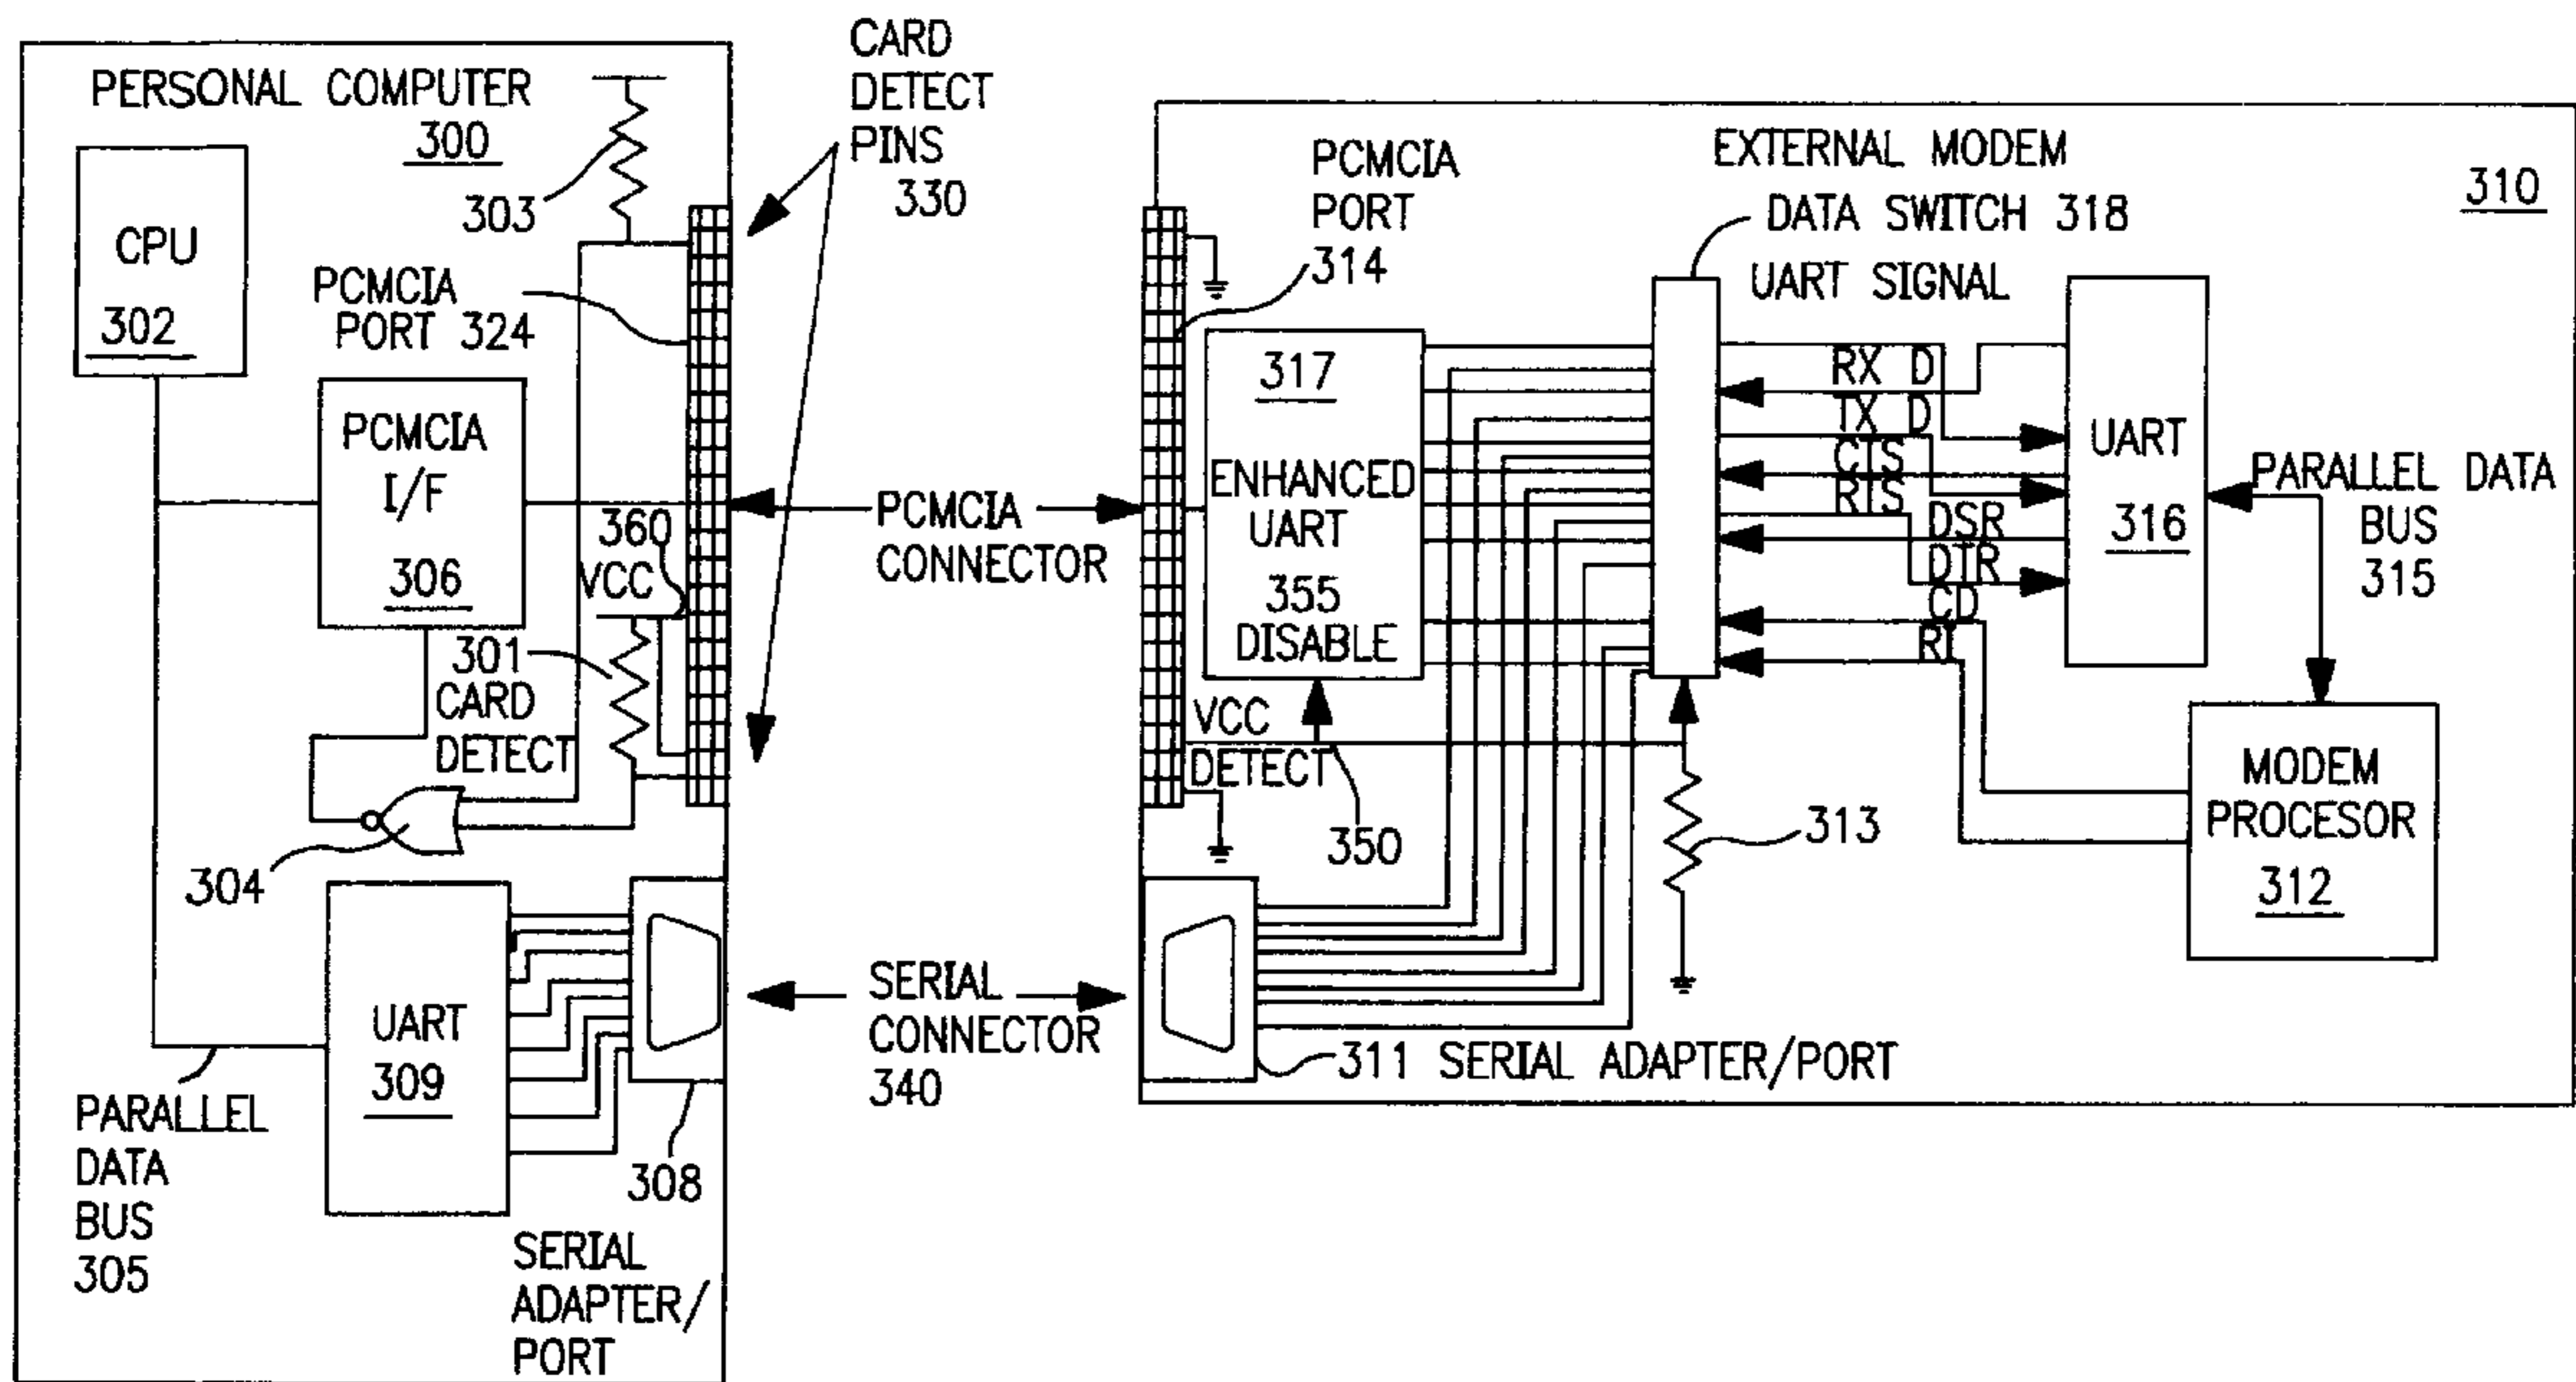 PERSONAL COMPUTER
300
CPU
302
303
PCMCIA
PORT 324
PCMCIA
I/F
306
360
VCC
301
CARD
DETECT
304
UART
309
308
PARALLEL
DATA
BUS
305
SERIAL
ADAPTER/
PORT
CARD
DETECT
PINS
330
PCMCIA
CONNECTOR
SERIAL
CONNECTOR
340
PCMCIA
PORT
314
EXTERNAL MODEM
DATA SWITCH 318
UART SIGNAL
310
317
ENHANCED
UART
355
DISABLE
VCC
DETECT
350
313
RX D
TX D
CTS
RTS
DSR
DTR
CD
RI
UART
316
PARALLEL DATA
BUS
315
MODEM
PROCESOR
312
311 SERIAL ADAPTER/PORT